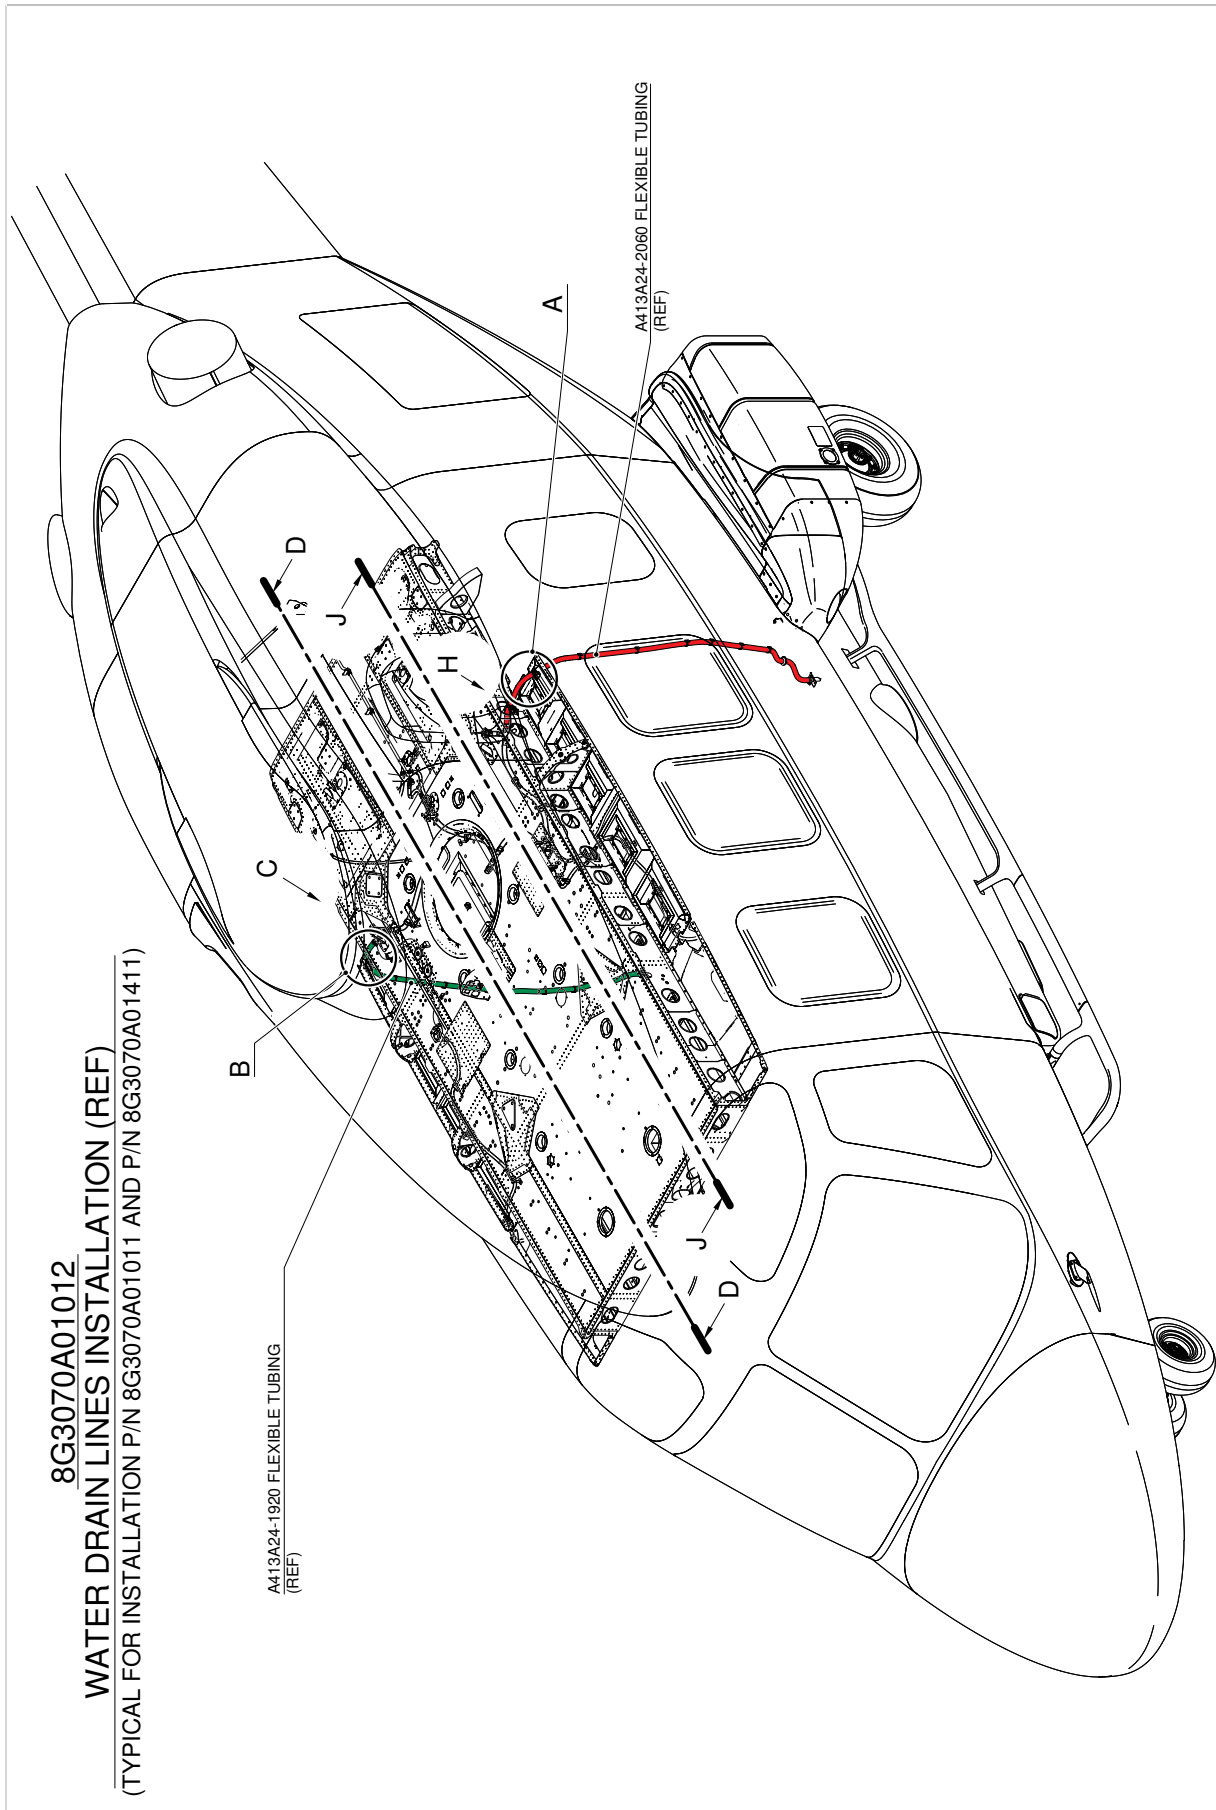 8G3070A01012
WATER DRAIN LINES INSTALLATION (REF)
(TYPICAL FOR INSTALLATION P/N 8G3070A01011 AND P/N 8G3070A01411)
A413A24-1920 FLEXIBLE TUBING
(REF)
B
C
D
J
H
A
A413A24-2060 FLEXIBLE TUBING
(REF)
J
D